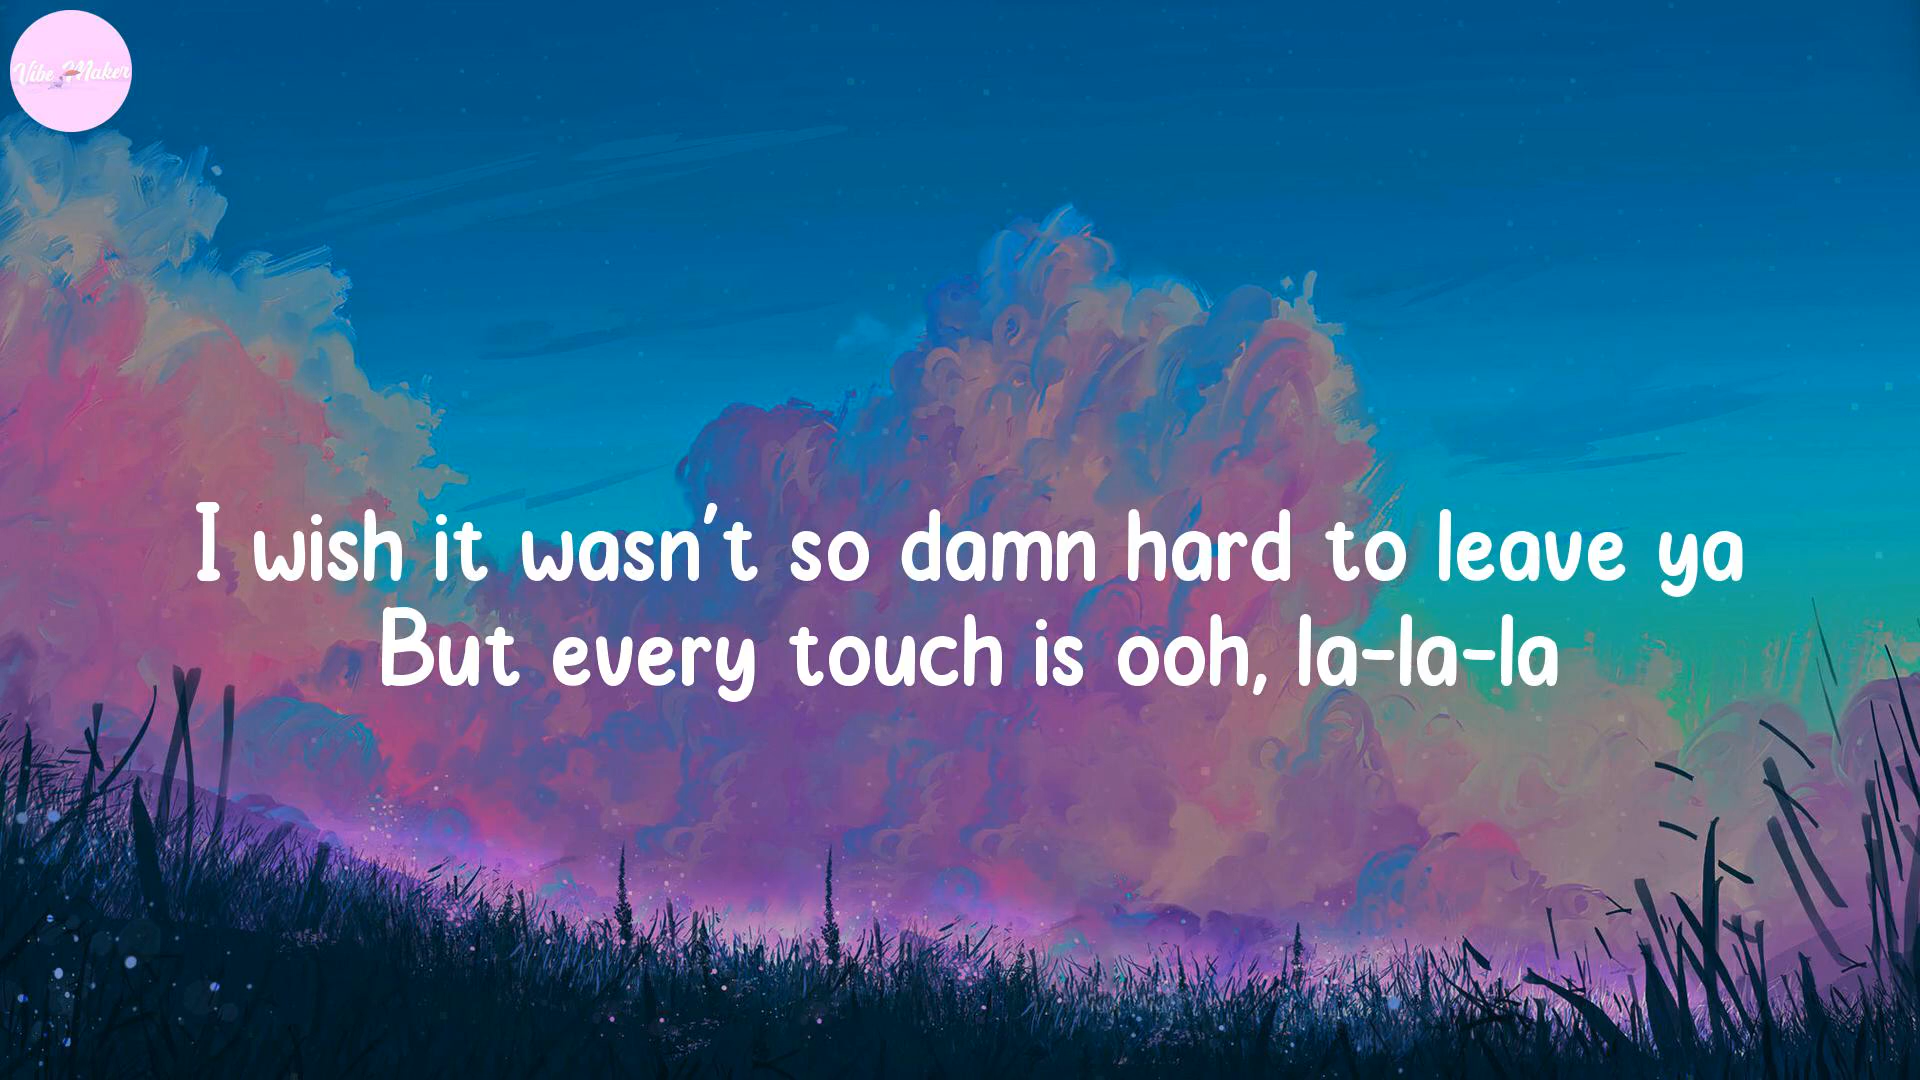 Vibe Maker
I wish it wasn't so damn hard to leave ya
But every touch is ooh, la-la-la